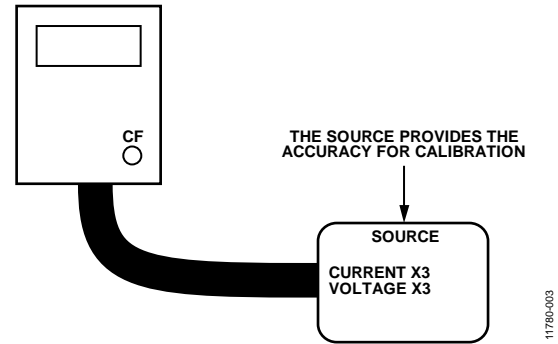 CF
THE SOURCE PROVIDES THE
ACCURACY FOR CALIBRATION
SOURCE
CURRENT X3
VOLTAGE X3
11780-003